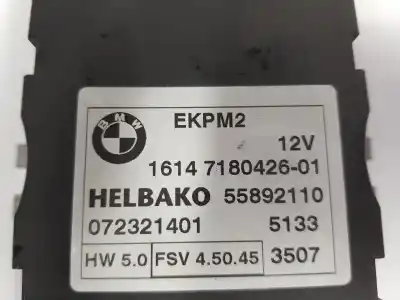 BMW
EKPM2
12V
1614 7180426-01
HELBAKO 55892110
072321401 5133
HW 5.0 FSV 4.50.45 3507